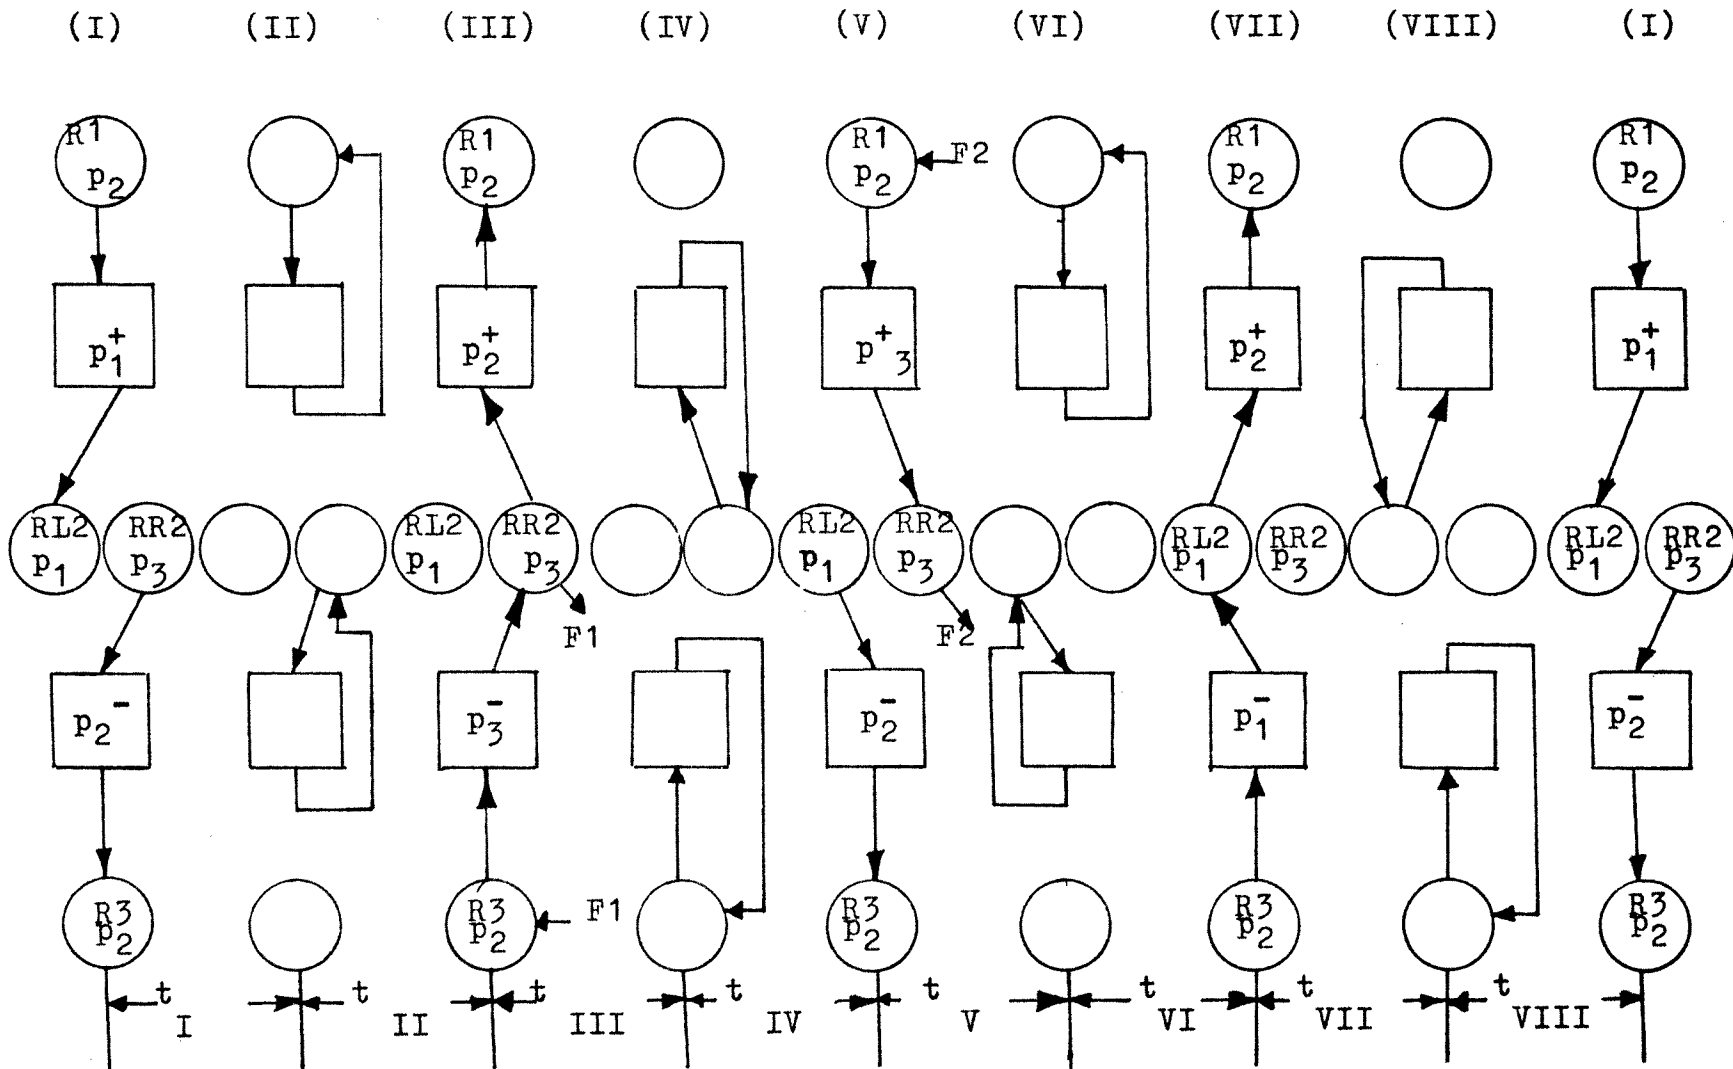 (I) (II) (III) (IV) (V) (VI) (VII) (VIII) (I)
R1 R1 R1 F2 R1 R1
p2 p2 p2 p2 p2
p1+ p2+ p+3 p2+ p1+
RL2 RR2 RL2 RR2 RL2 RR2 RL2 RR2 RL2 RR2
p1 p3 p1 p3 p1 p3 p1 p3 p1 p3
F1 F2
p2- p3- p2- p1- p2-
R3 R3 F1 R3 R3 R3
p2 p2 p2 p2 p2
t t t t t t t t
I II III IV V VI VII VIII